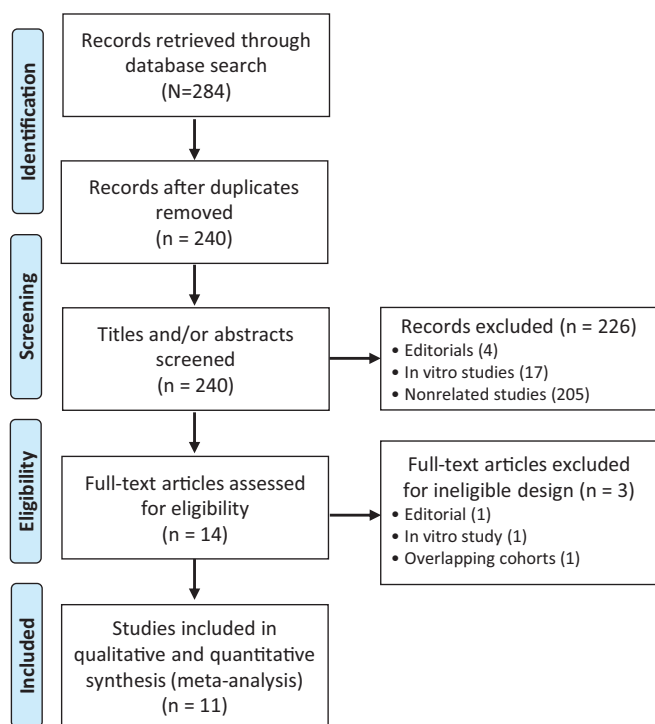 Identification
Records retrieved through
database search
(N=284)
Records after duplicates
removed
(n = 240)
Screening
Titles and/or abstracts
screened
(n = 240)
Records excluded (n = 226)
• Editorials (4)
• In vitro studies (17)
• Nonrelated studies (205)
Eligibility
Full-text articles assessed
for eligibility
(n = 14)
Full-text articles excluded
for ineligible design (n = 3)
• Editorial (1)
• In vitro study (1)
• Overlapping cohorts (1)
Included
Studies included in
qualitative and quantitative
synthesis (meta-analysis)
n = 11)